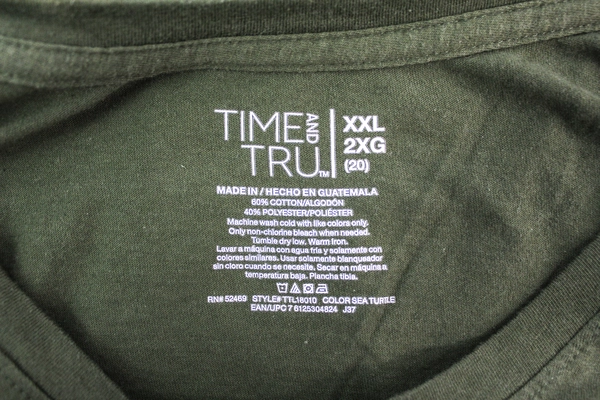 TIME AND TRU™
XXL
2XG
(20)
MADE IN / HECHO EN GUATEMALA
60% COTTON/ALGODÓN
40% POLYESTER/POLIÉSTER
Machine wash cold with like colors only.
Only non-chlorine bleach when needed.
Tumble dry low. Warm iron.
Lavar a máquina con agua fría y solamente con
colores similares. Usar solamente blanqueador
sin cloro cuando se necesite. Secar en máquina a
temperatura baja. Plancha tibia.
RN# 52469 STYLE# TTL18010 COLOR SEA TURTLE
EAN/UPC 7 6125304824 J37